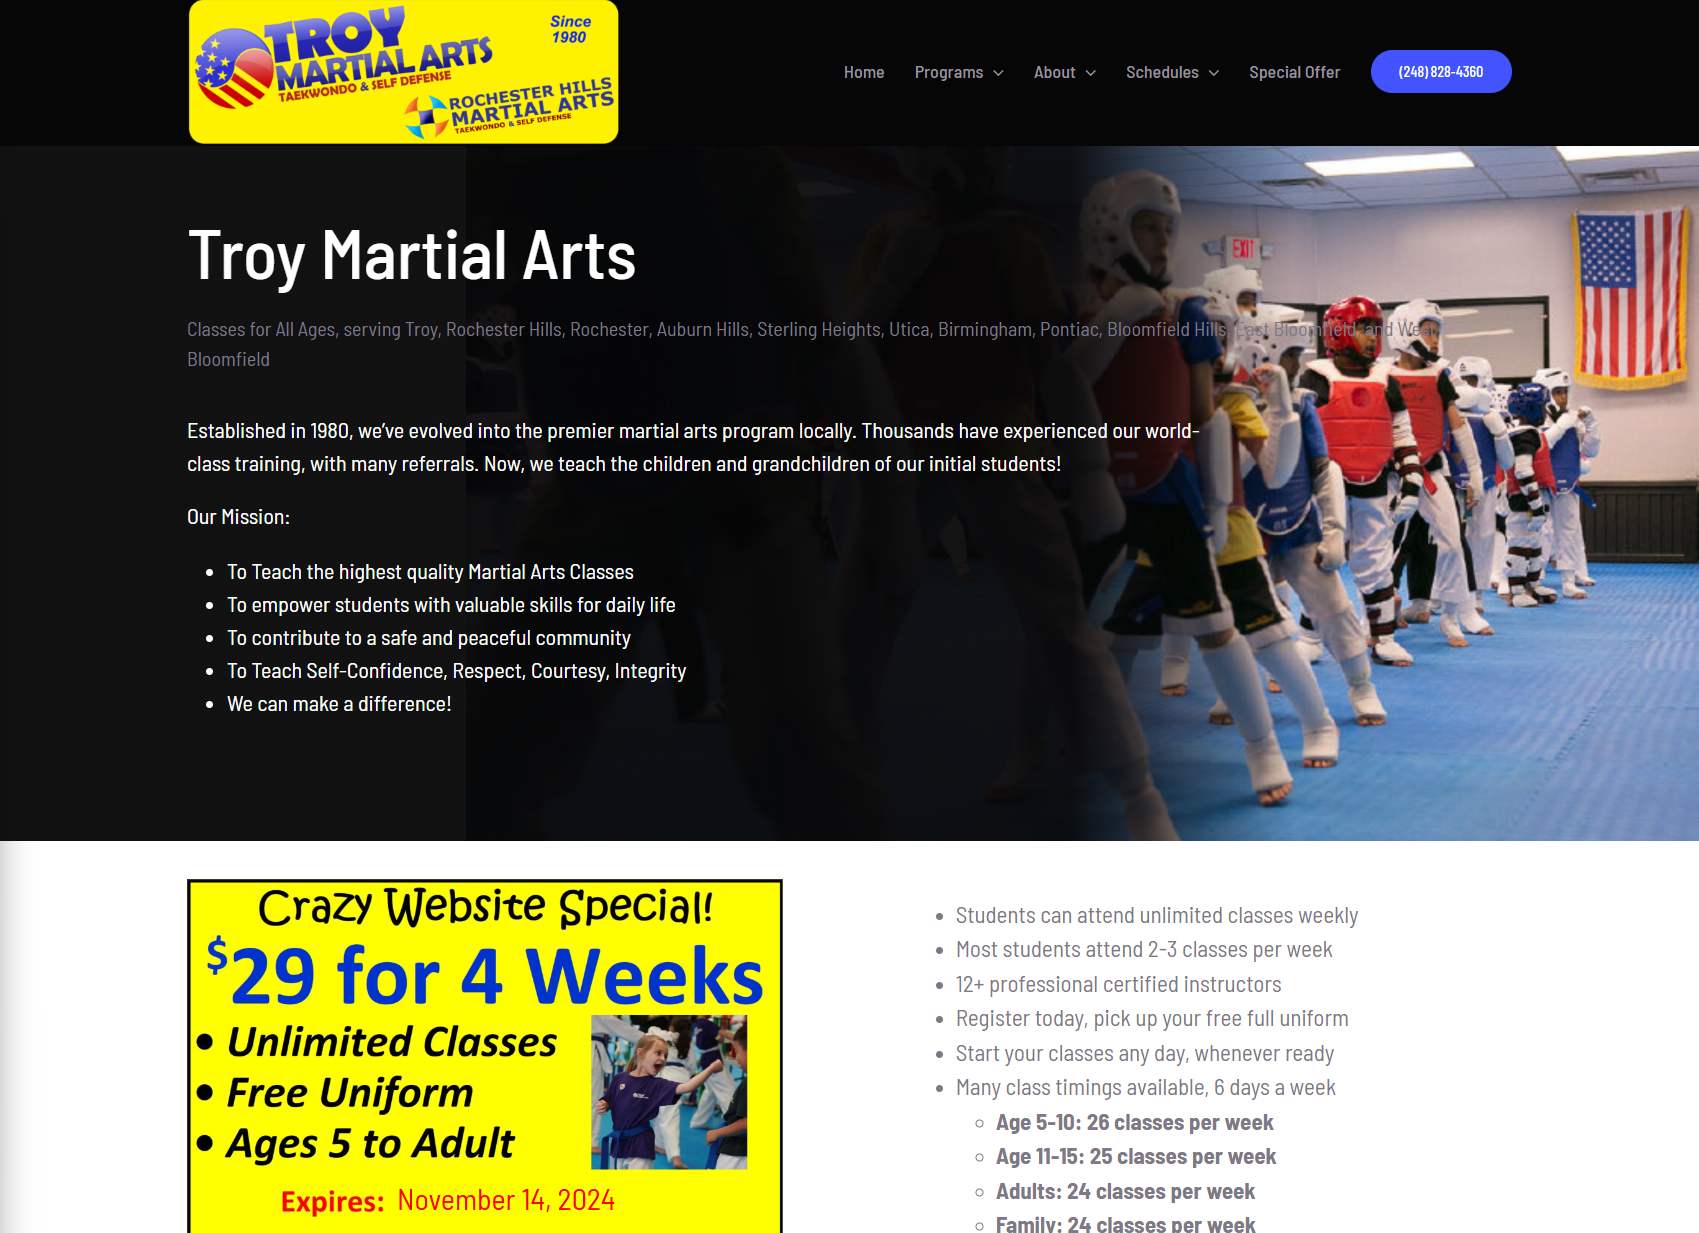 TROY
MARTIAL ARTS
TAEKWONDO & SELF DEFENSE
Since
1980
ROCHESTER HILLS
MARTIAL ARTS
TAEKWONDO & SELF DEFENSE
Home Programs About Schedules Special Offer (248) 828-4360
EXIT
Troy Martial Arts
Classes for All Ages, serving Troy, Rochester Hills, Rochester, Auburn Hills, Sterling Heights, Utica, Birmingham, Pontiac, Bloomfield Hills, East Bloomfield, and West
Bloomfield
Established in 1980, we’ve evolved into the premier martial arts program locally. Thousands have experienced our world-
class training, with many referrals. Now, we teach the children and grandchildren of our initial students!
Our Mission:
• To Teach the highest quality Martial Arts Classes
• To empower students with valuable skills for daily life
• To contribute to a safe and peaceful community
• To Teach Self-Confidence, Respect, Courtesy, Integrity
• We can make a difference!
Crazy Website Special!
$29 for 4 Weeks
• Unlimited Classes
• Free Uniform
• Ages 5 to Adult
Expires: November 14, 2024
• Students can attend unlimited classes weekly
• Most students attend 2-3 classes per week
• 12+ professional certified instructors
• Register today, pick up your free full uniform
• Start your classes any day, whenever ready
• Many class timings available, 6 days a week
◦ Age 5-10: 26 classes per week
◦ Age 11-15: 25 classes per week
◦ Adults: 24 classes per week
◦ Family: 24 classes per week